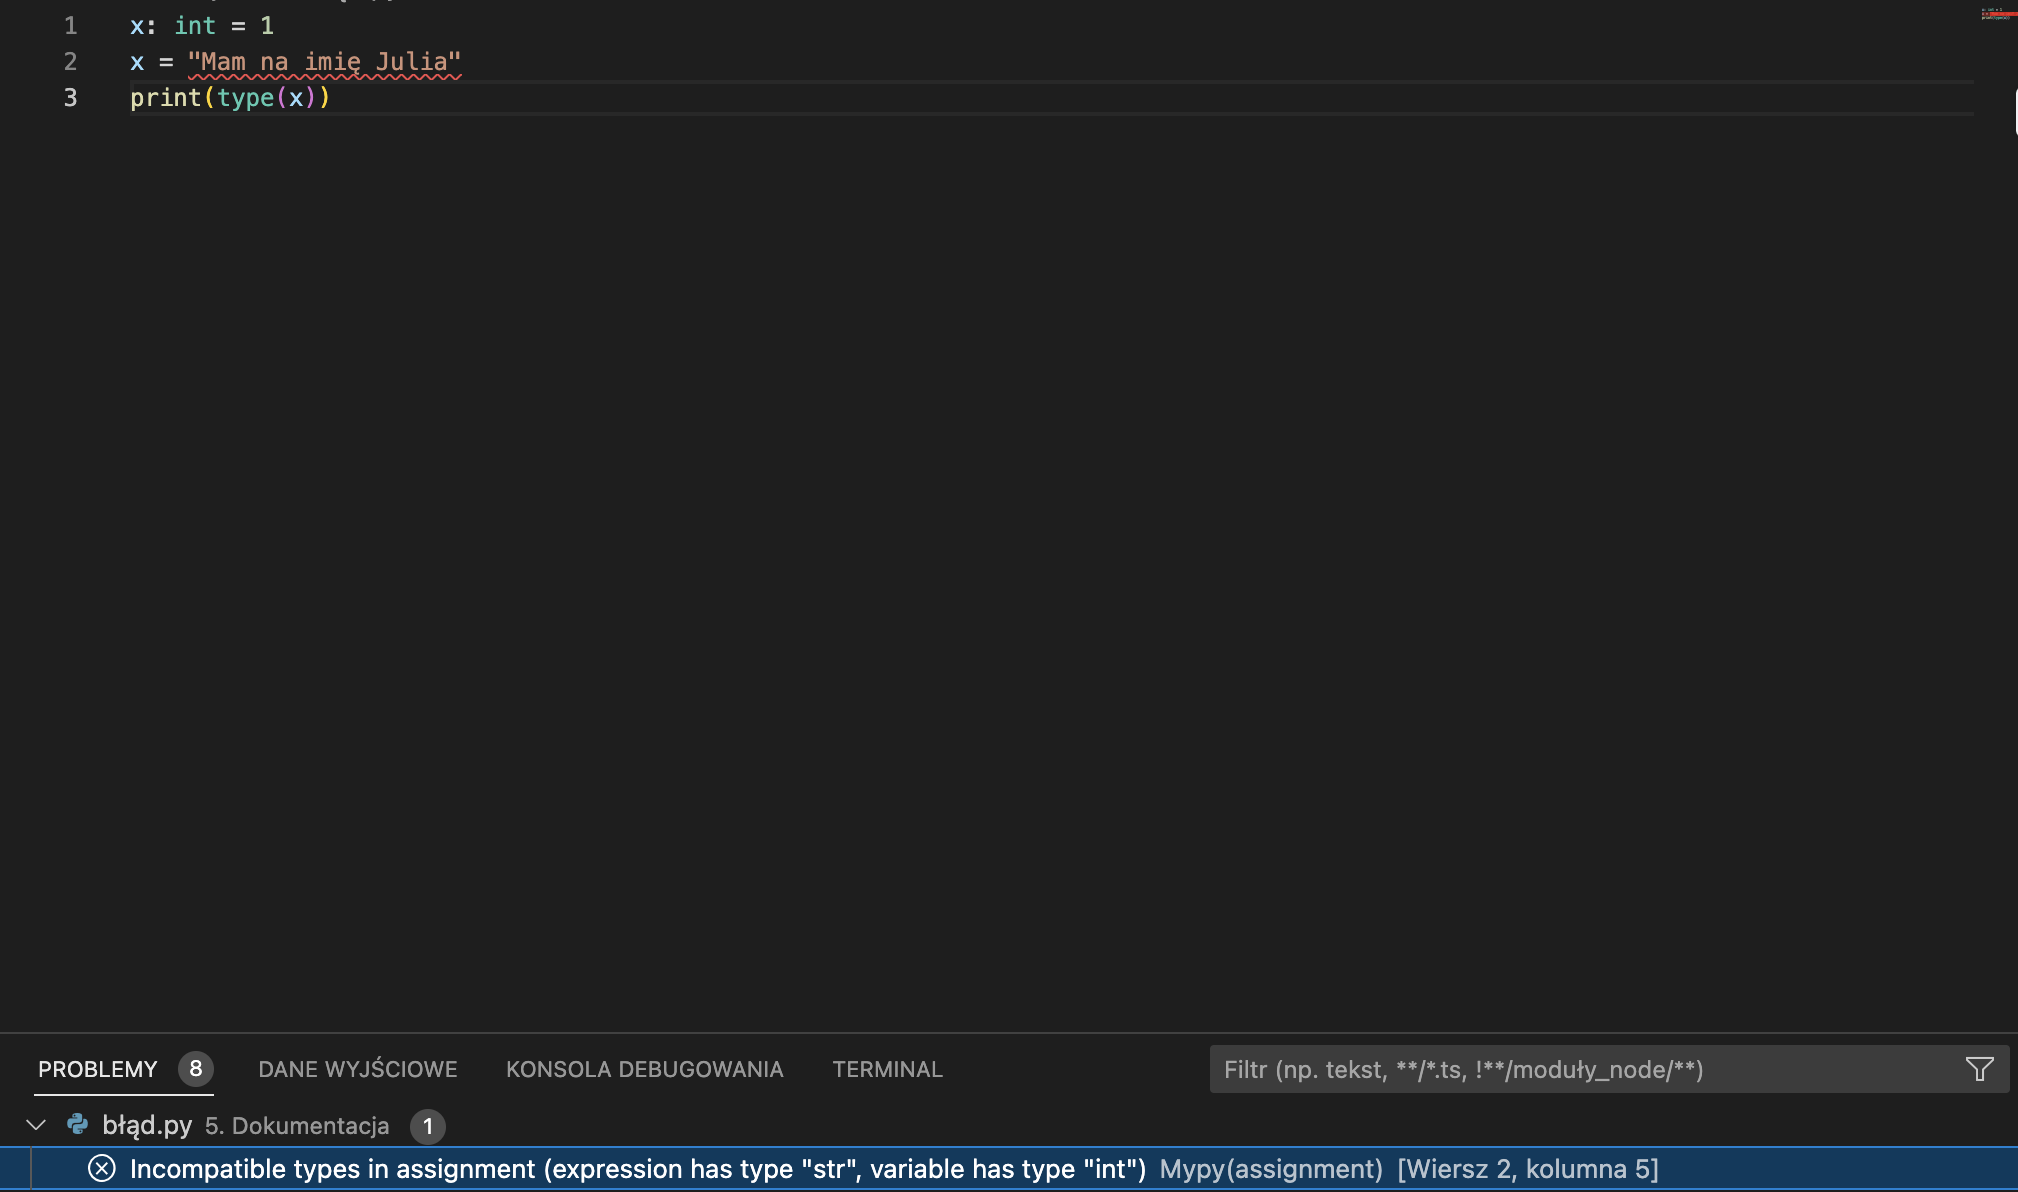 1 x: int = 1
2 x = "Mam na imię Julia"
3 print(type(x))
PROBLEMY 8 DANE WYJŚCIOWE KONSOLA DEBUGOWANIA TERMINAL Filtr (np. tekst, **/*.ts, !**/moduły_node/**)
błąd.py 5. Dokumentacja 1
Incompatible types in assignment (expression has type "str", variable has type "int") Mypy(assignment) [Wiersz 2, kolumna 5]